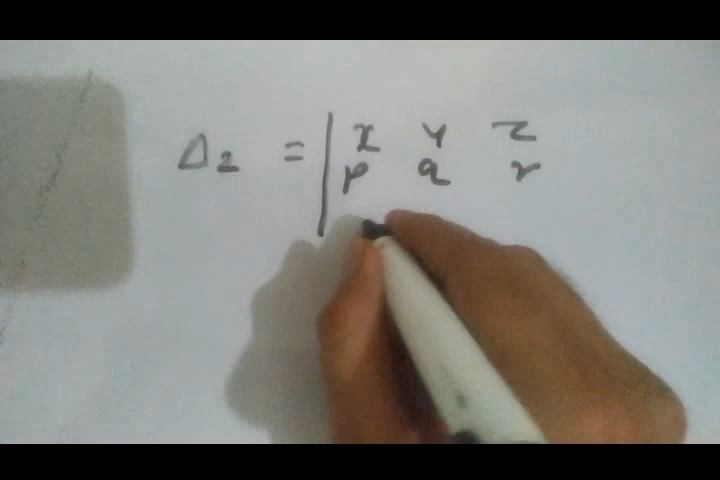 Δ2 = | x y z
p q r